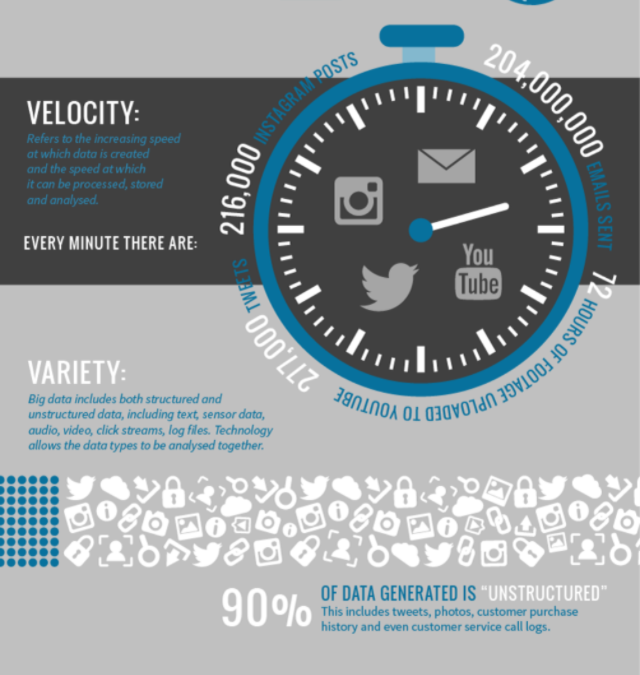 VELOCITY:
Refers to the increasing speed
at which data is created
and the speed at which
it can be processed, stored
and analysed.
EVERY MINUTE THERE ARE:
216,000 INSTAGRAM POSTS
204,000,000 EMAILS SENT
72 HOURS OF FOOTAGE UPLOADED TO YOUTUBE
277,000 TWEETS
You
Tube
VARIETY:
Big data includes both structured and
unstructured data, including text, sensor data,
audio, video, click streams, log files. Technology
allows the data types to be analysed together.
90%
OF DATA GENERATED IS "UNSTRUCTURED"
This includes tweets, photos, customer purchase
history and even customer service call logs.